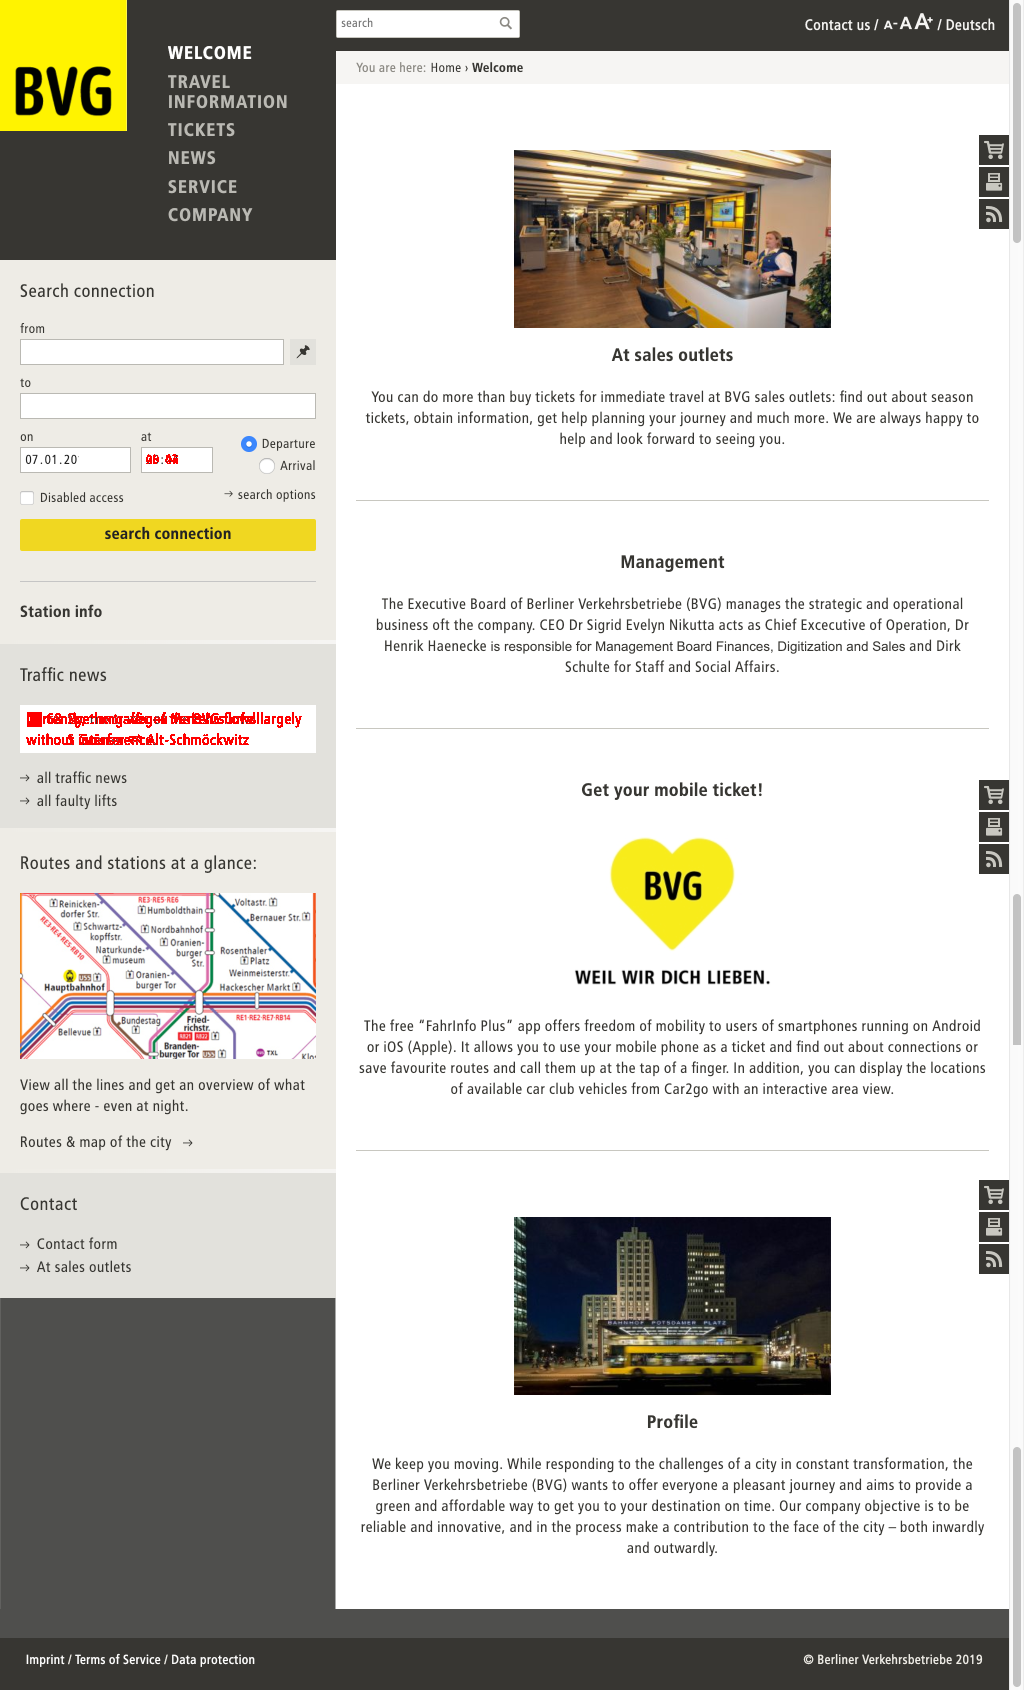 BVG
WELCOME
TRAVEL
INFORMATION
TICKETS
NEWS
SERVICE
COMPANY
search
Contact us / A- A A+ / Deutsch
You are here: Home › Welcome
Search connection
from
to
on
at
07.01.20
Departure
Arrival
Disabled access
→ search options
search connection
Station info
Traffic news
largely
Alt-Schmöckwitz
→ all traffic news
→ all faulty lifts
Routes and stations at a glance:
Reinicken-
dorfer Str.
RE3·RE5·RE6
Humboldthain
Voltastr.
Bernauer Str.
RE3·RE4·RE5·RB10
Schwartz-
kopffstr.
Nordbahnhof
Naturkunde-
museum
Oranien-
burger
Str.
Rosenthaler
Platz
Weinmeisterstr.
Oranien-
burger Tor
Hauptbahnhof
U55
Hackescher Markt
Bellevue
Bundestag
Fried-
richstr.
RE1·RE2·RE7·RB14
Branden-
burger Tor
U55
TXL
Klos
View all the lines and get an overview of what
goes where - even at night.
Routes & map of the city →
Contact
→ Contact form
→ At sales outlets
At sales outlets
You can do more than buy tickets for immediate travel at BVG sales outlets: find out about season
tickets, obtain information, get help planning your journey and much more. We are always happy to
help and look forward to seeing you.
Management
The Executive Board of Berliner Verkehrsbetriebe (BVG) manages the strategic and operational
business oft the company. CEO Dr Sigrid Evelyn Nikutta acts as Chief Excecutive of Operation, Dr
Henrik Haenecke is responsible for Management Board Finances, Digitization and Sales and Dirk
Schulte for Staff and Social Affairs.
Get your mobile ticket!
BVG
WEIL WIR DICH LIEBEN.
The free “FahrInfo Plus” app offers freedom of mobility to users of smartphones running on Android
or iOS (Apple). It allows you to use your mobile phone as a ticket and find out about connections or
save favourite routes and call them up at the tap of a finger. In addition, you can display the locations
of available car club vehicles from Car2go with an interactive area view.
BAHNHOF POTSDAMER PLATZ
Profile
We keep you moving. While responding to the challenges of a city in constant transformation, the
Berliner Verkehrsbetriebe (BVG) wants to offer everyone a pleasant journey and aims to provide a
green and affordable way to get you to your destination on time. Our company objective is to be
reliable and innovative, and in the process make a contribution to the face of the city – both inwardly
and outwardly.
Imprint / Terms of Service / Data protection
© Berliner Verkehrsbetriebe 2019